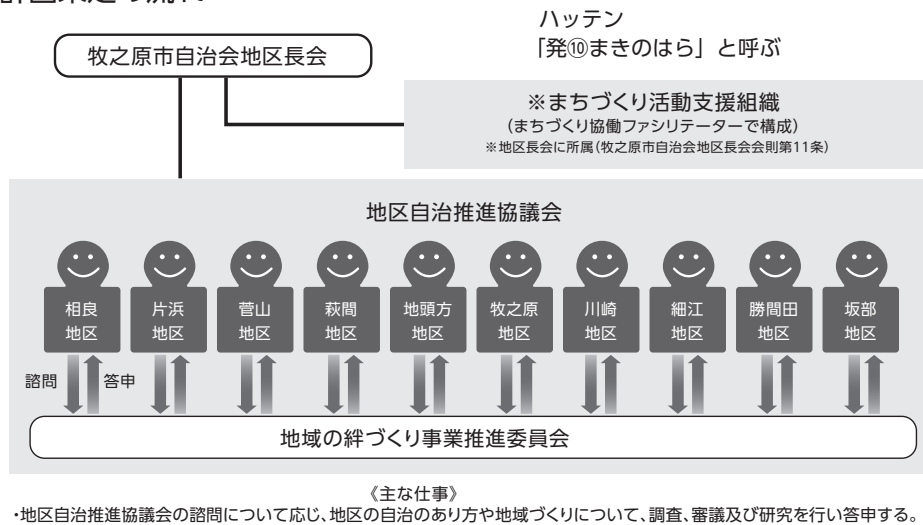 牧之原市自治会地区長会
ハッテン
「発⑩まきのはら」と呼ぶ
※まちづくり活動支援組織
(まちづくり協働ファシリテーターで構成)
※地区長会に所属(牧之原市自治会地区長会会則第11条)
地区自治推進協議会
相良地区
片浜地区
菅山地区
萩間地区
地頭方地区
牧之原地区
川崎地区
細江地区
勝間田地区
坂部地区
諮問
答申
地域の絆づくり事業推進委員会
《主な仕事》
・地区自治推進協議会の諮問について応じ、地区の自治のあり方や地域づくりについて、調査、審議及び研究を行い答申する。